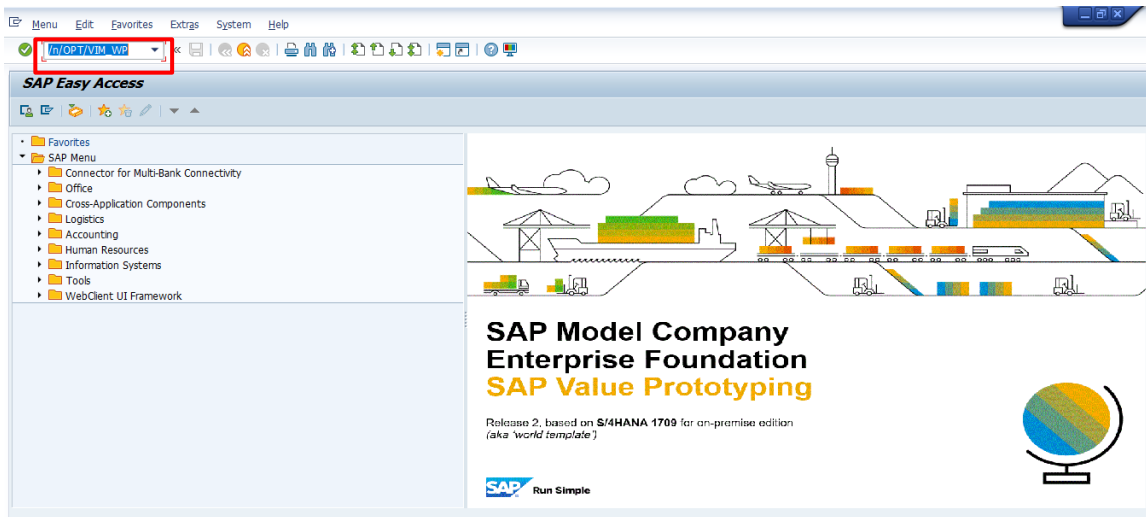 Menu Edit Favorites Extras System Help
/n/OPT/VIM_WP
SAP Easy Access
Favorites
SAP Menu
Connector for Multi-Bank Connectivity
Office
Cross-Application Components
Logistics
Accounting
Human Resources
Information Systems
Tools
WebClient UI Framework
SAP Model Company
Enterprise Foundation
SAP Value Prototyping
Release 2, based on S/4HANA 1709 for on-premise edition
(aka 'world template')
SAP Run Simple